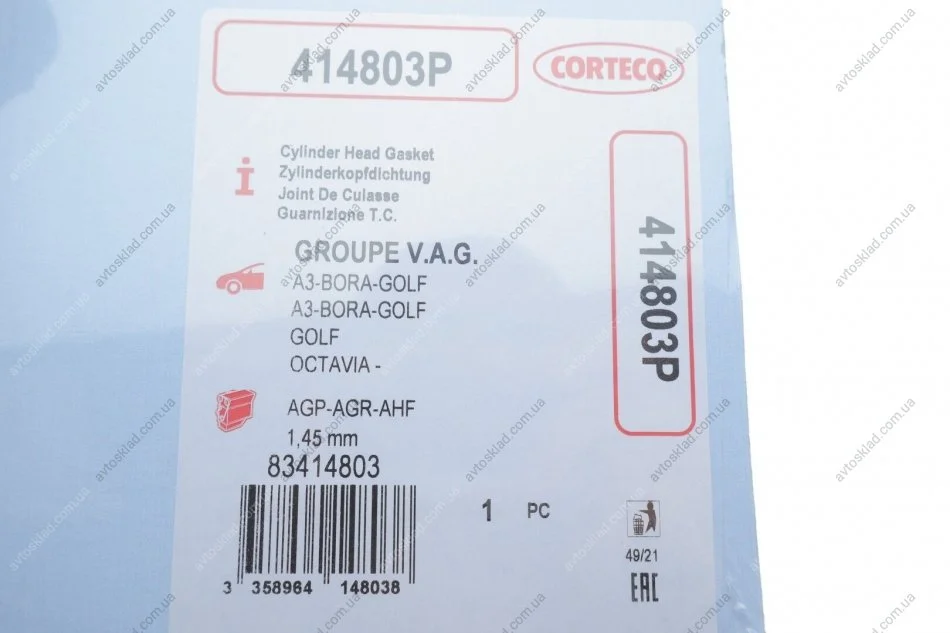 414803P
CORTECO®
Cylinder Head Gasket
Zylinderkopfdichtung
Joint De Culasse
Guarnizione T.C.
GROUPE V.A.G.
A3-BORA-GOLF
A3-BORA-GOLF
GOLF
OCTAVIA -
AGP-AGR-AHF
1,45 mm
83414803
3 358964 148038
1 PC
49/21
EAC
414803P
avtosklad.com.ua